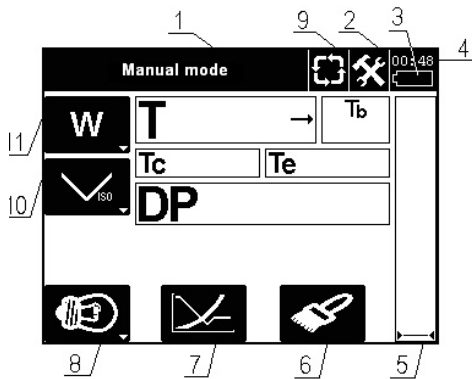 1 9 2 3
00:48 4
Manual mode
11 W T → Tb
Tc Te
10 ISO DP
8 7 6 5